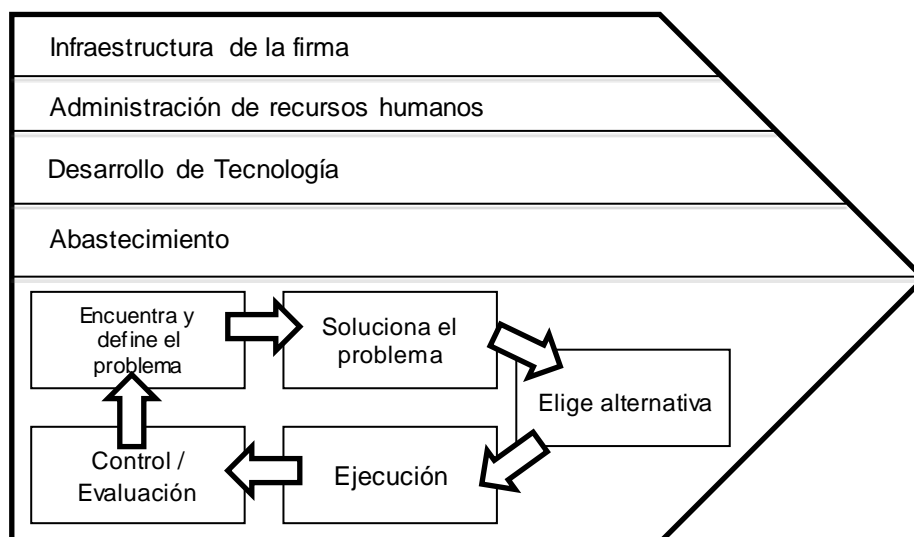 Infraestructura de la firma
Administración de recursos humanos
Desarrollo de Tecnología
Abastecimiento
Encuentra y
define el
problema
Soluciona el
problema
Elige alternativa
Control /
Evaluación
Ejecución